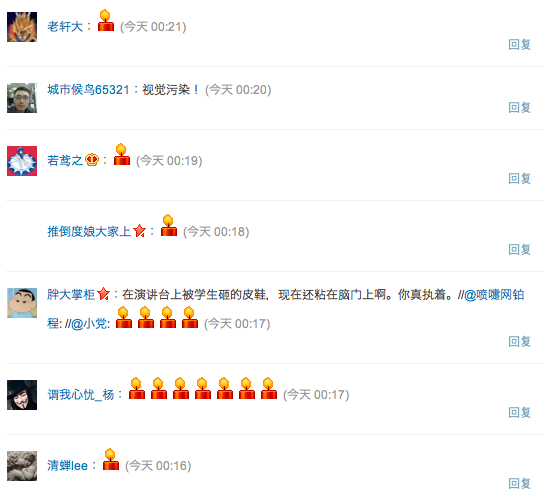 老轩大： (今天 00:21)
回复
城市候鸟65321：视觉污染！ (今天 00:20)
回复
若鸢之： (今天 00:19)
回复
推倒度娘大家上： (今天 00:18)
回复
胖大掌柜：在演讲台上被学生砸的皮鞋，现在还粘在脑门上啊。你真执着。//@喷嚏网铂
程: //@小党: (今天 00:17)
回复
谓我心忧_杨： (今天 00:17)
回复
清蝉lee： (今天 00:16)
回复